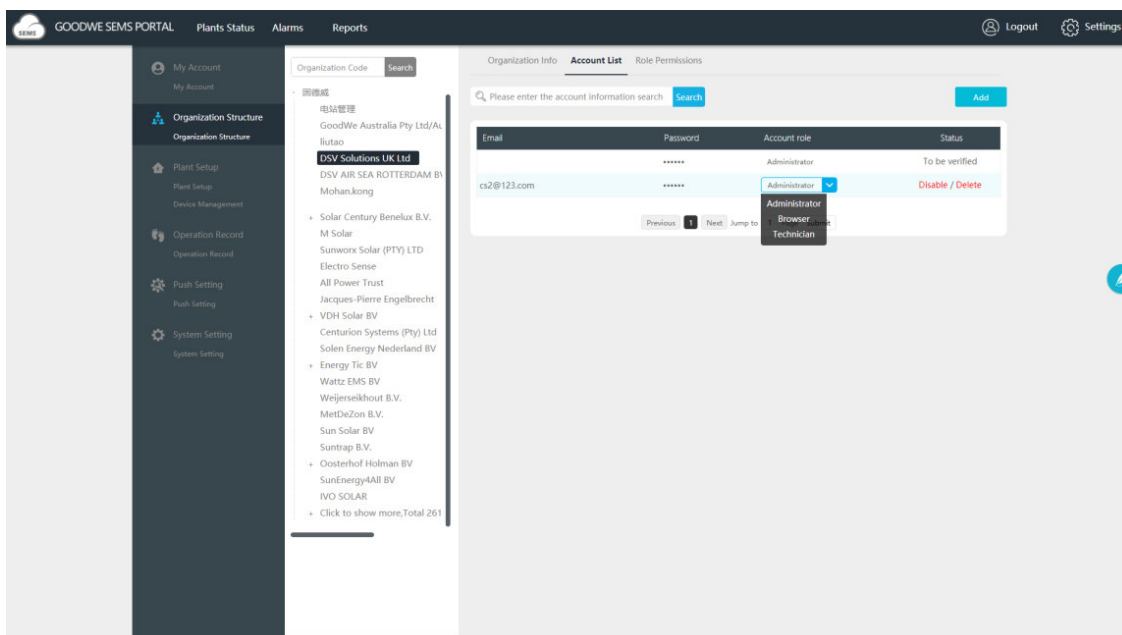 SEMS
GOODWE SEMS PORTAL Plants Status Alarms Reports Logout Settings
My Account
My Account
Organization Structure
Organization Structure
Plant Setup
Plant Setup
Device Management
Operation Record
Operation Record
Push Setting
Push Setting
System Setting
System Setting
Organization Code Search
固德威
电站管理
GoodWe Australia Pty Ltd/Au
liutao
DSV Solutions UK Ltd
DSV AIR SEA ROTTERDAM B
Mohan.kong
+ Solar Century Benelux B.V.
M Solar
Sunworx Solar (PTY) LTD
Electro Sense
All Power Trust
Jacques-Pierre Engelbrecht
+ VDH Solar BV
Centurion Systems (Pty) Ltd
Solen Energy Nederland BV
+ Energy Tic BV
Wattz EMS BV
Weijerseikhout B.V.
MetDeZon B.V.
Sun Solar BV
Suntrap B.V.
+ Oosterhof Holman BV
SunEnergy4All BV
IVO SOLAR
+ Click to show more,Total 261
Organization Info Account List Role Permissions
Please enter the account information search Search Add
Email Password Account role Status
•••••• Administrator To be verified
cs2@123.com •••••• Administrator Disable / Delete
Administrator
Browser
Technician
Previous 1 Next Jump to